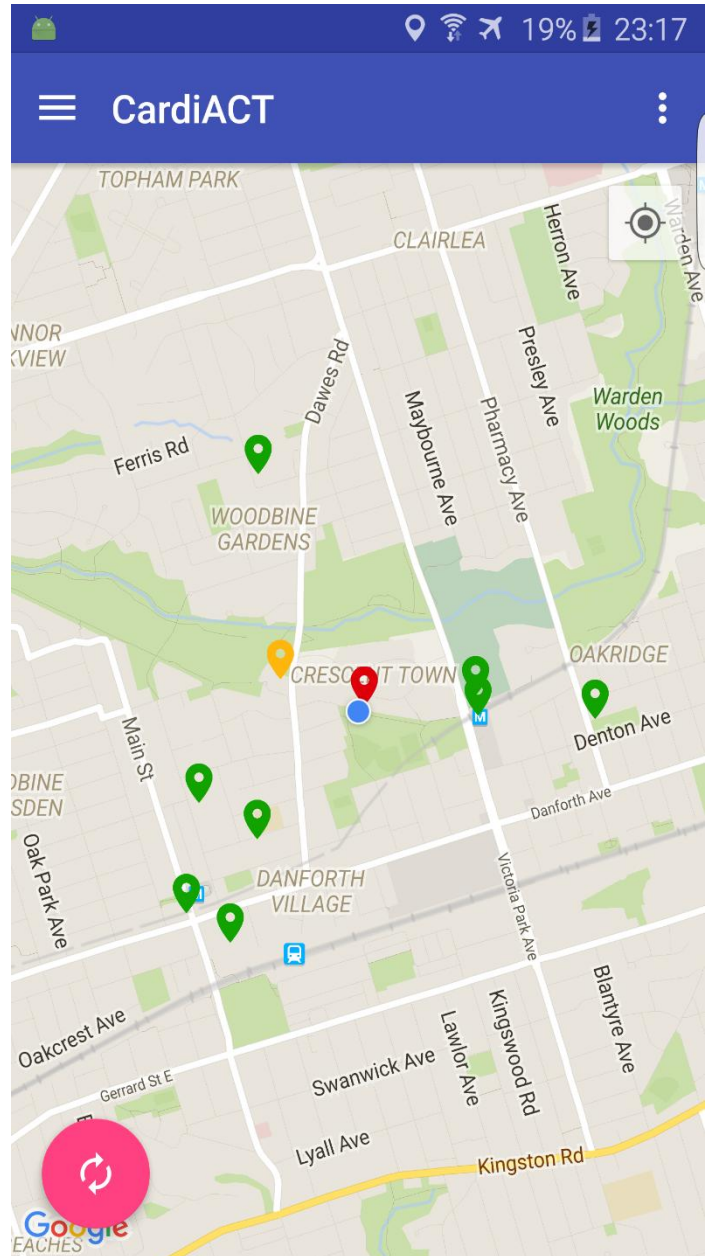 19% 23:17
CardiACT
TOPHAM PARK
CLAIRLEA
Herron Ave
Warden Ave
NNOR
KVIEW
Dawes Rd
Presley Ave
Warden
Woods
Maybourne Ave
Pharmacy Ave
Ferris Rd
WOODBINE
GARDENS
CRESCENT TOWN
OAKRIDGE
M
Main St
Denton Ave
DBINE
SDEN
Danforth Ave
Oak Park Ave
Victoria Park Ave
DANFORTH
VILLAGE
Blantyre Ave
Kingswood Rd
Lawlor Ave
Oakcrest Ave
Swanwick Ave
Gerrard St E
Lyall Ave
Kingston Rd
Google
EACHES